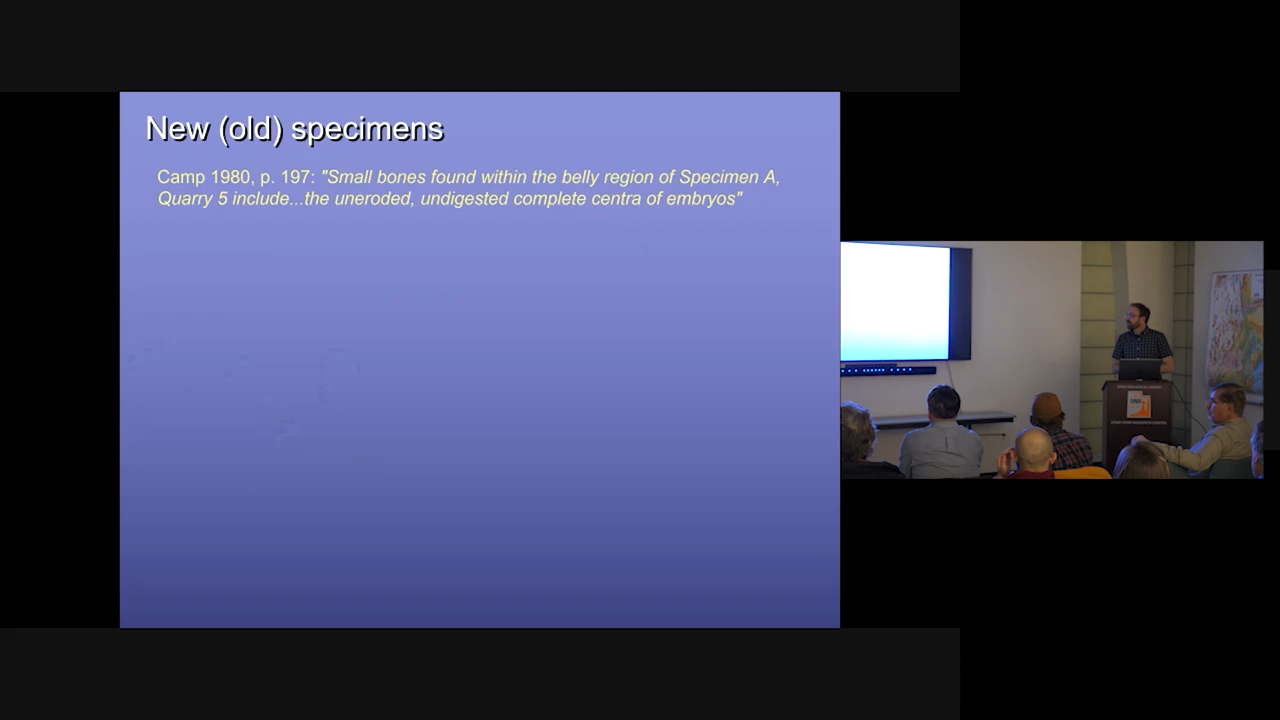 New (old) specimens
Camp 1980, p. 197: "Small bones found within the belly region of Specimen A,
Quarry 5 include...the uneroded, undigested complete centra of embryos"